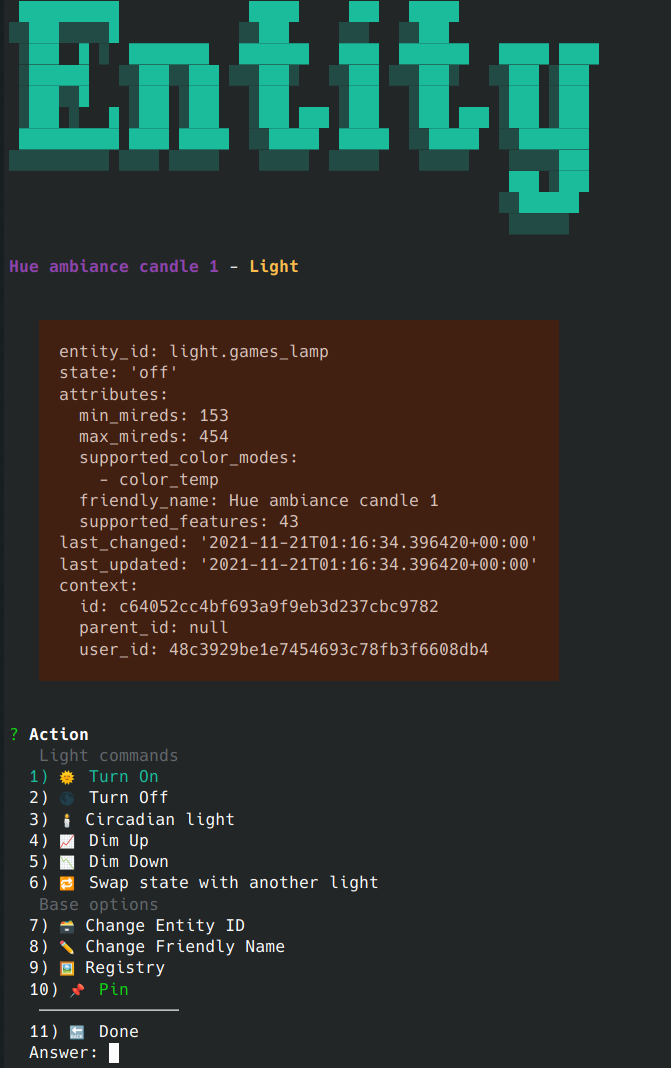 Entity
Hue ambiance candle 1 - Light
entity_id: light.games_lamp
state: 'off'
attributes:
  min_mireds: 153
  max_mireds: 454
  supported_color_modes:
    - color_temp
  friendly_name: Hue ambiance candle 1
  supported_features: 43
last_changed: '2021-11-21T01:16:34.396420+00:00'
last_updated: '2021-11-21T01:16:34.396420+00:00'
context:
  id: c64052cc4bf693a9f9eb3d237cbc9782
  parent_id: null
  user_id: 48c3929be1e7454693c78fb3f6608db4
? Action
Light commands
1) 🌞 Turn On
2) 🌑 Turn Off
3) 🕯 Circadian light
4) 📈 Dim Up
5) 📉 Dim Down
6) 🔁 Swap state with another light
Base options
7) 🗃 Change Entity ID
8) ✏ Change Friendly Name
9) 🖼 Registry
10) 📌 Pin
11) 🔙 Done
Answer: